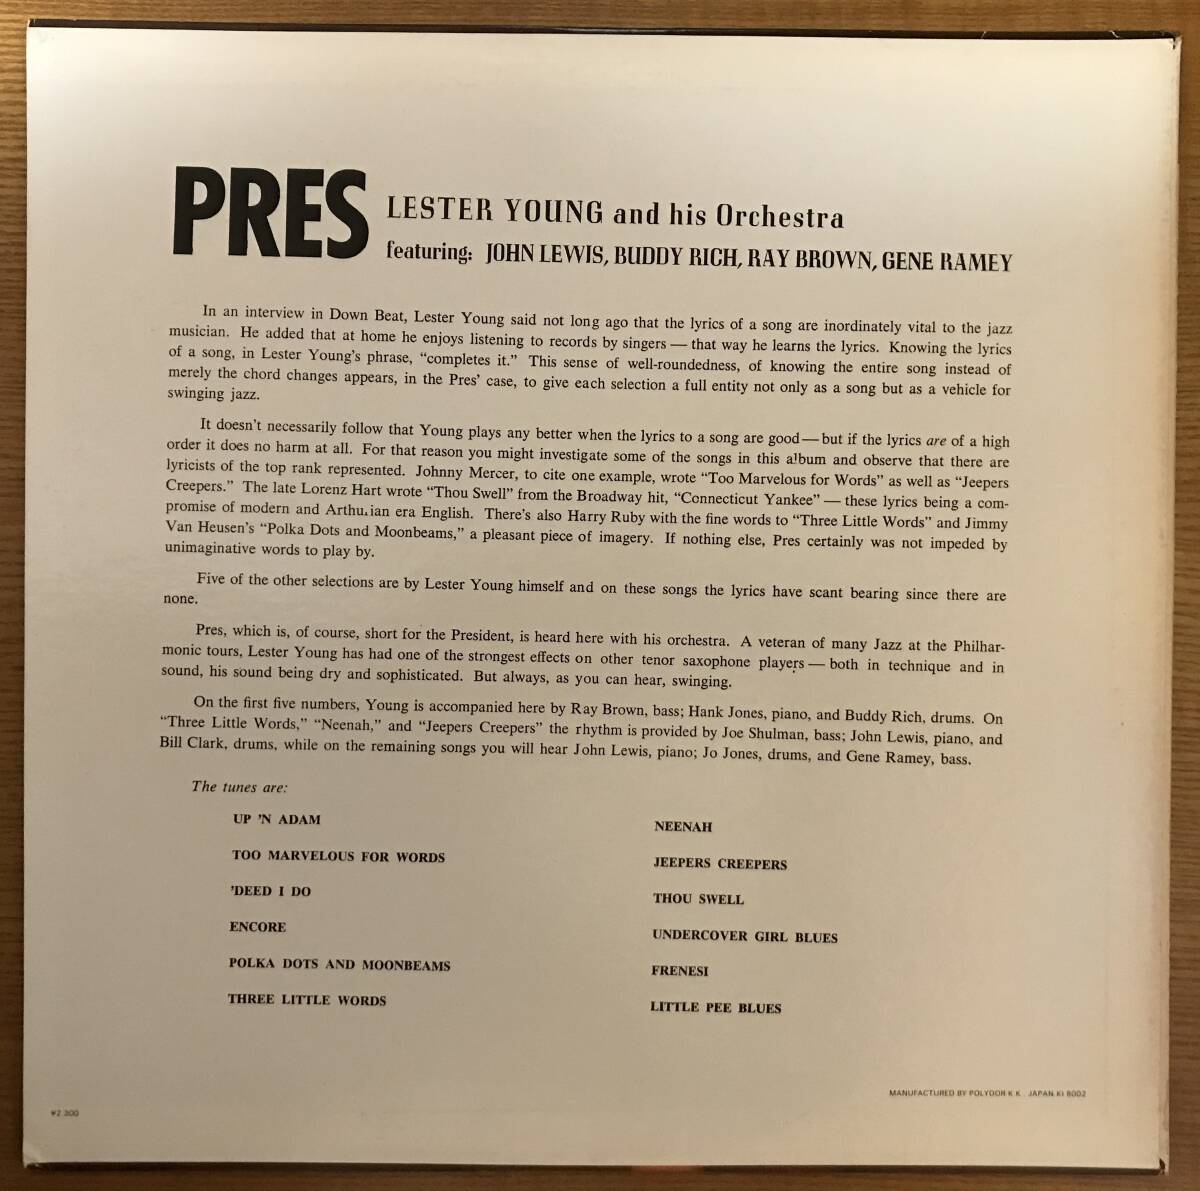 PRES
LESTER YOUNG and his Orchestra
featuring: JOHN LEWIS, BUDDY RICH, RAY BROWN, GENE RAMEY
In an interview in Down Beat, Lester Young said not long ago that the lyrics of a song are inordinately vital to the jazz
musician. He added that at home he enjoys listening to records by singers — that way he learns the lyrics. Knowing the lyrics
of a song, in Lester Young's phrase, "completes it." This sense of well-roundedness, of knowing the entire song instead of
merely the chord changes appears, in the Pres' case, to give each selection a full entity not only as a song but as a vehicle for
swinging jazz.
It doesn't necessarily follow that Young plays any better when the lyrics to a song are good — but if the lyrics are of a high
order it does no harm at all. For that reason you might investigate some of the songs in this album and observe that there are
lyricists of the top rank represented. Johnny Mercer, to cite one example, wrote "Too Marvelous for Words" as well as "Jeepers
Creepers." The late Lorenz Hart wrote "Thou Swell" from the Broadway hit, "Connecticut Yankee" — these lyrics being a com-
promise of modern and Arthu.ian era English. There's also Harry Ruby with the fine words to "Three Little Words" and Jimmy
Van Heusen's "Polka Dots and Moonbeams," a pleasant piece of imagery. If nothing else, Pres certainly was not impeded by
unimaginative words to play by.
Five of the other selections are by Lester Young himself and on these songs the lyrics have scant bearing since there are
none.
Pres, which is, of course, short for the President, is heard here with his orchestra. A veteran of many Jazz at the Philhar-
monic tours, Lester Young has had one of the strongest effects on other tenor saxophone players — both in technique and in
sound, his sound being dry and sophisticated. But always, as you can hear, swinging.
On the first five numbers, Young is accompanied here by Ray Brown, bass; Hank Jones, piano, and Buddy Rich, drums. On
"Three Little Words," "Neenah," and "Jeepers Creepers" the rhythm is provided by Joe Shulman, bass; John Lewis, piano, and
Bill Clark, drums, while on the remaining songs you will hear John Lewis, piano; Jo Jones, drums, and Gene Ramey, bass.
The tunes are:
UP 'N ADAM
TOO MARVELOUS FOR WORDS
'DEED I DO
ENCORE
POLKA DOTS AND MOONBEAMS
THREE LITTLE WORDS
NEENAH
JEEPERS CREEPERS
THOU SWELL
UNDERCOVER GIRL BLUES
FRENESI
LITTLE PEE BLUES
MANUFACTURED BY POLYDOR K.K. JAPAN KI 8002
¥2,300